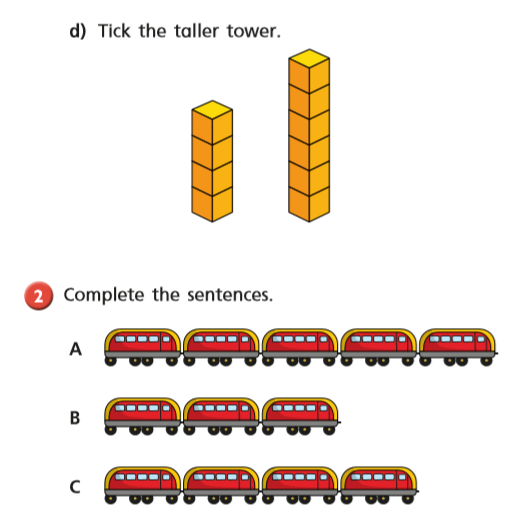 d) Tick the taller tower.
2 Complete the sentences.
A
B
C